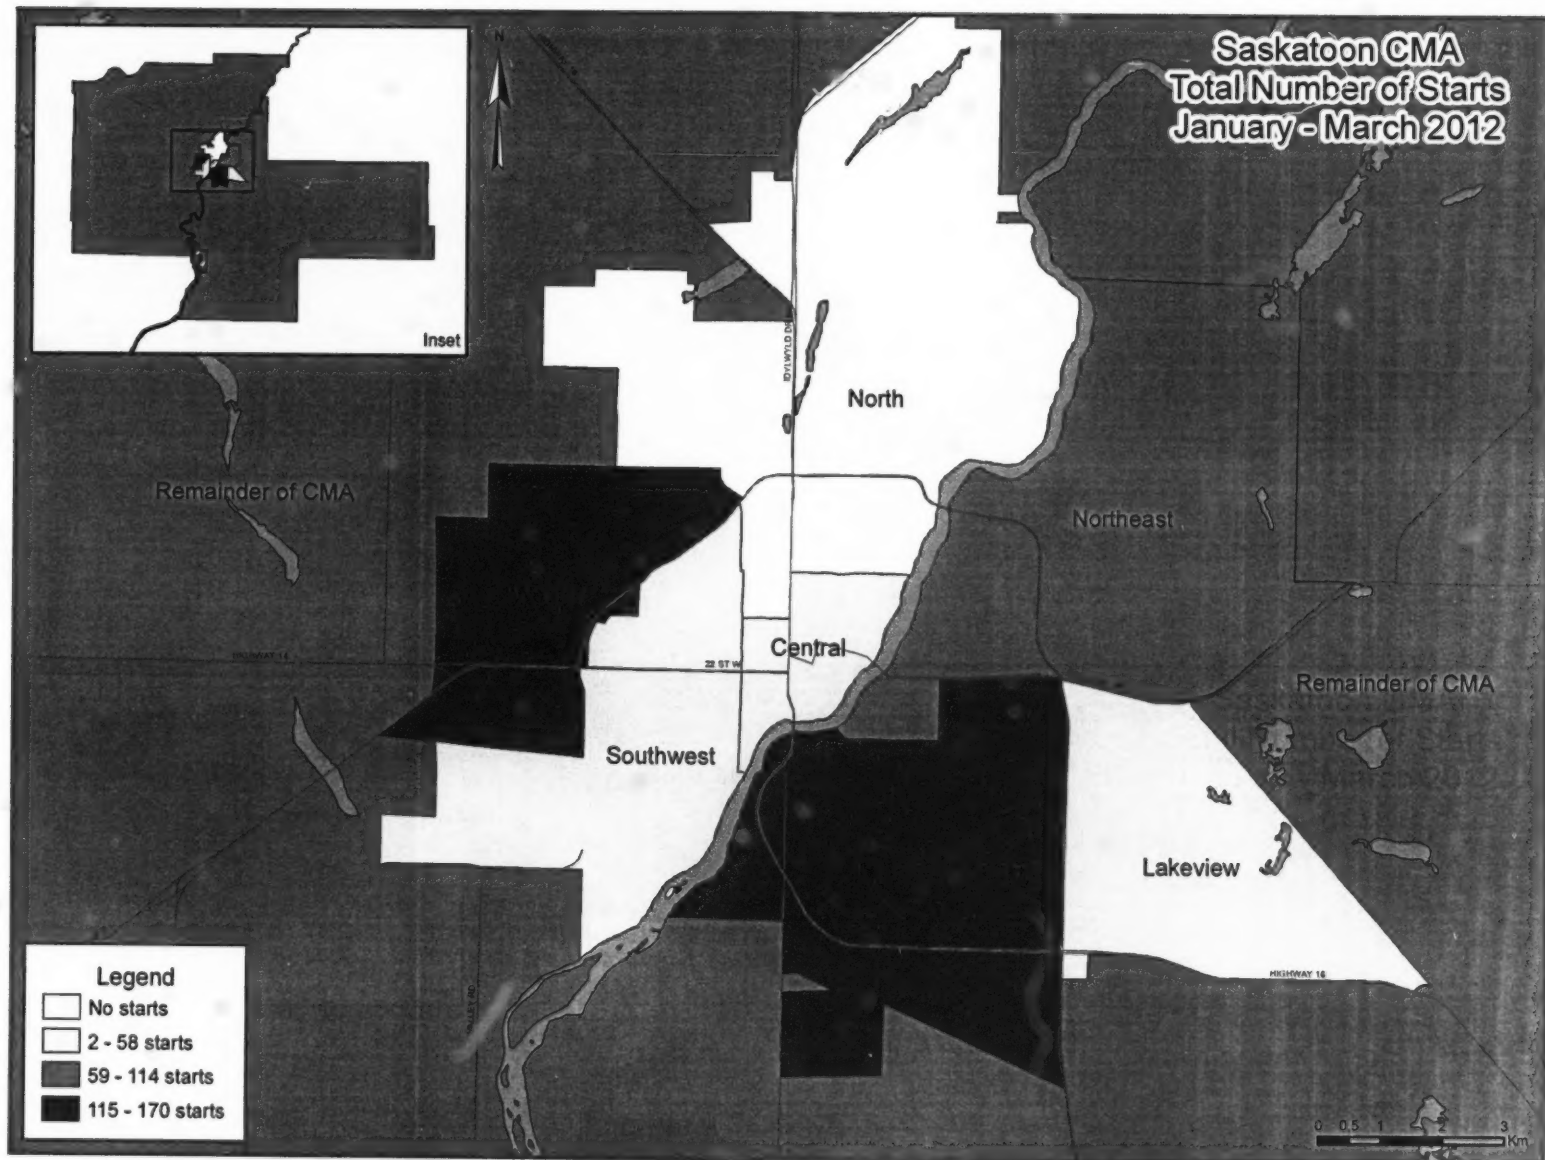 Saskatoon CMA
Total Number of Starts
January - March 2012
N
Inset
IDYLWYLD DR
North
Remainder of CMA
Northeast
Central
HIGHWAY 14
22 ST W
Remainder of CMA
Southwest
Lakeview
HIGHWAY 16
Legend
No starts
2 - 58 starts
59 - 114 starts
115 - 170 starts
0 0.5 1 2 3
Km